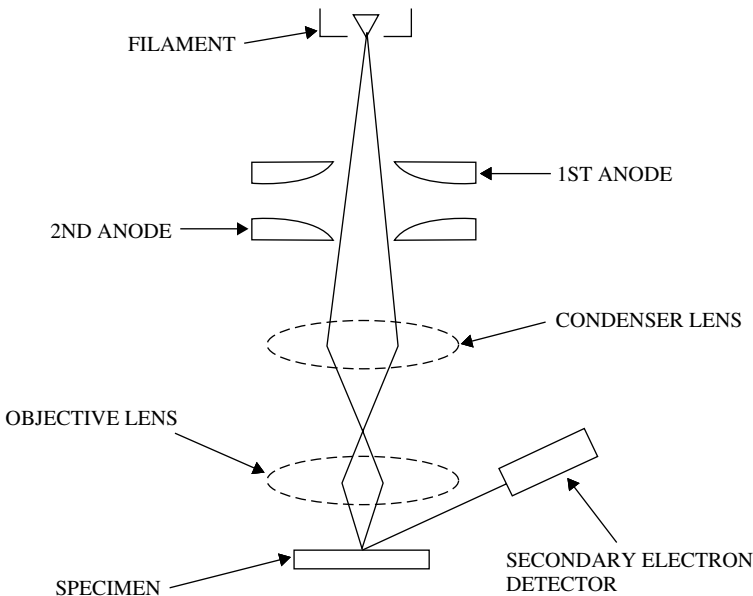 FILAMENT
1ST ANODE
2ND ANODE
CONDENSER LENS
OBJECTIVE LENS
SECONDARY ELECTRON
DETECTOR
SPECIMEN